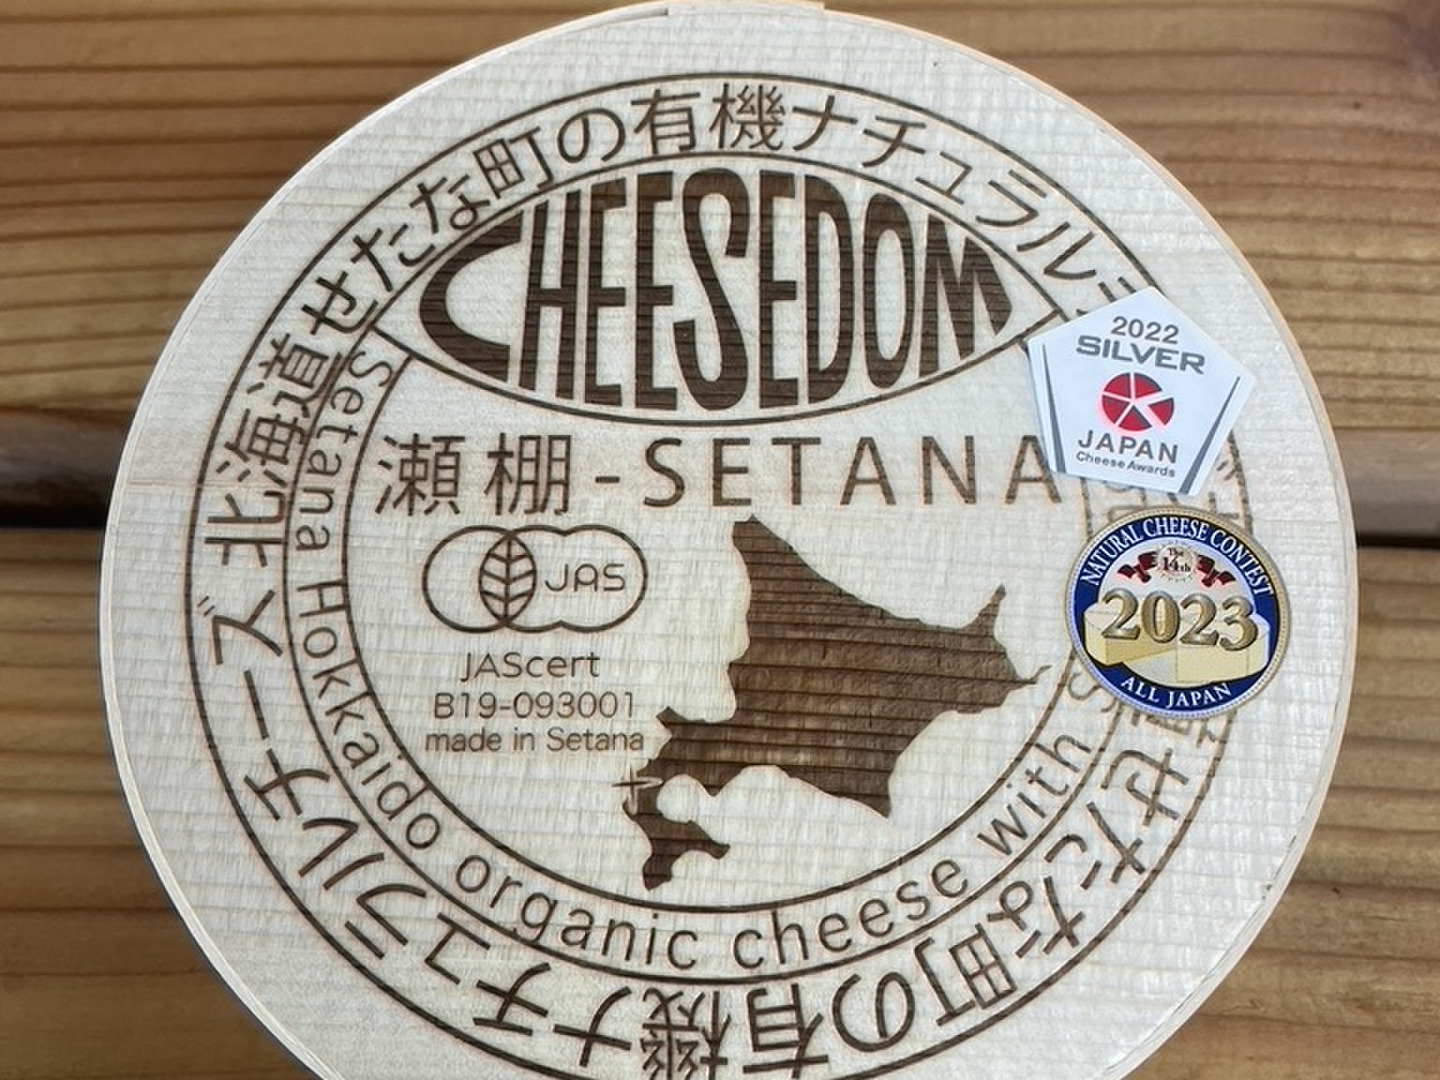 北海道せたな町の有機ナチュラルチ
CHEESEDOM
瀬棚-SETANA
JAS
JAScert
B19-093001
made in Setana
Setana Hokkaido organic cheese with
せたな町の有機ナチュラルチーズ
2022
SILVER
JAPAN
Cheese Awards
NATURAL CHEESE CONTEST
The
14th
2023
ALL JAPAN